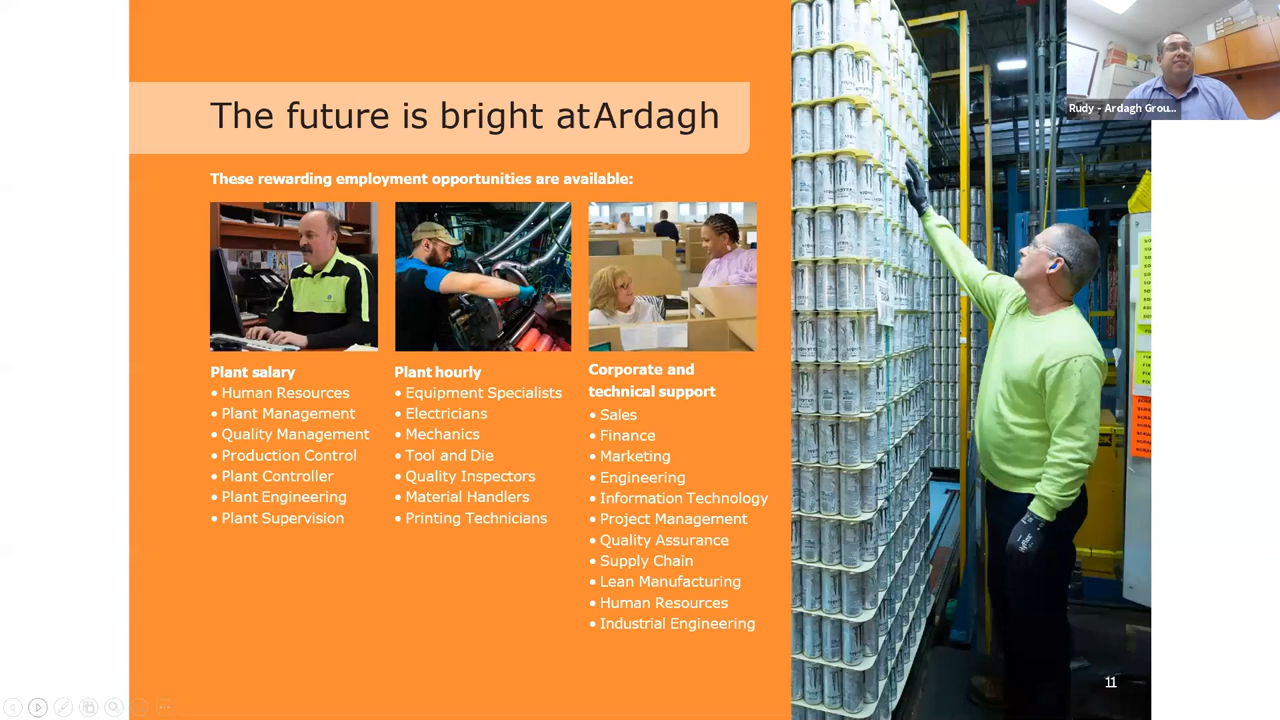 The future is bright at Ardagh
These rewarding employment opportunities are available:
Plant salary
• Human Resources
• Plant Management
• Quality Management
• Production Control
• Plant Controller
• Plant Engineering
• Plant Supervision
Plant hourly
• Equipment Specialists
• Electricians
• Mechanics
• Tool and Die
• Quality Inspectors
• Material Handlers
• Printing Technicians
Corporate and
technical support
• Sales
• Finance
• Marketing
• Engineering
• Information Technology
• Project Management
• Quality Assurance
• Supply Chain
• Lean Manufacturing
• Human Resources
• Industrial Engineering
Rudy - Ardagh Grou...
HyFlex
11